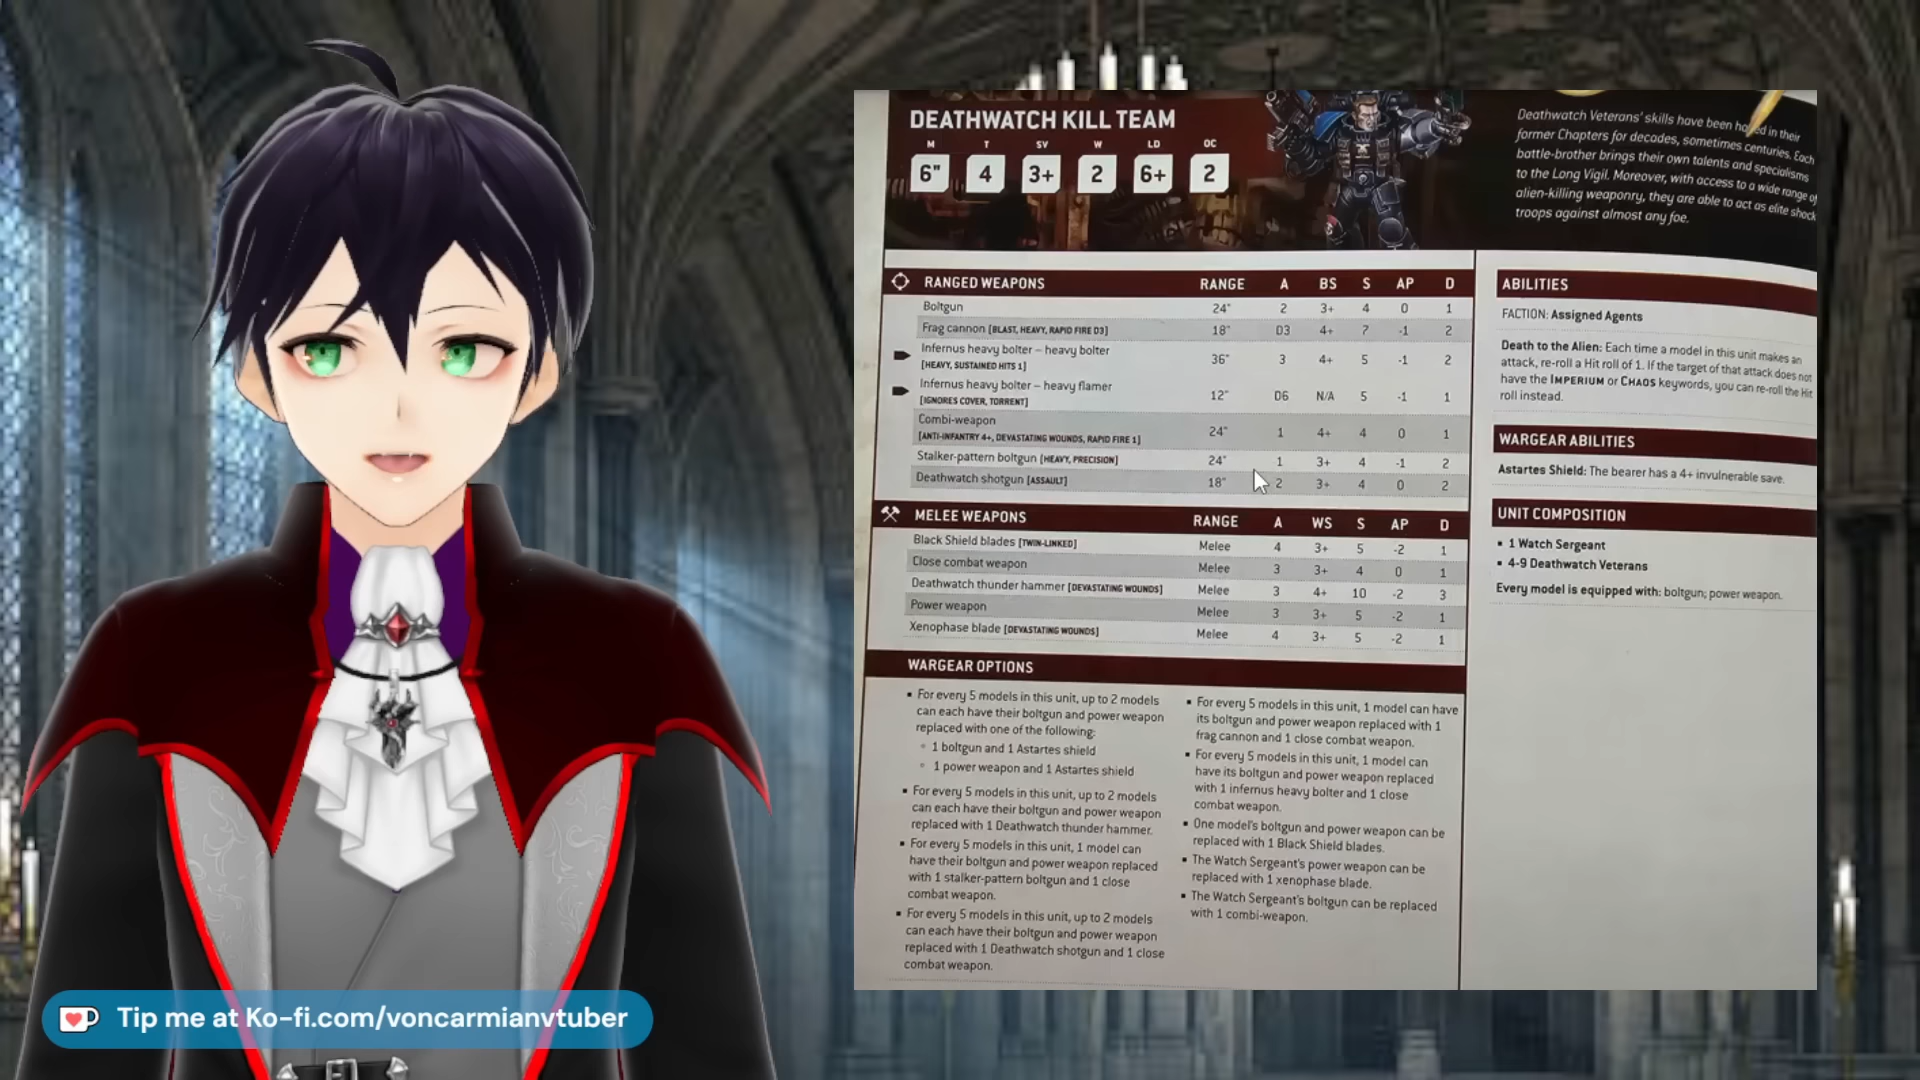 DEATHWATCH KILL TEAM
M T SV W LD OC
6" 4 3+ 2 6+ 2
Deathwatch Veterans' skills have been honed in their
former Chapters for decades, sometimes centuries. Each
battle-brother brings their own talents and specialisms
to the Long Vigil. Moreover, with access to a wide range of
alien-killing weaponry, they are able to act as elite shock
troops against almost any foe.
RANGED WEAPONS RANGE A BS S AP D
Boltgun 24" 2 3+ 4 0 1
Frag cannon [BLAST, HEAVY, RAPID FIRE D3] 18" D3 4+ 7 -1 2
Infernus heavy bolter – heavy bolter
[HEAVY, SUSTAINED HITS 1] 36" 3 4+ 5 -1 2
Infernus heavy bolter – heavy flamer
[IGNORES COVER, TORRENT] 12" D6 N/A 5 -1 1
Combi-weapon
[ANTI-INFANTRY 4+, DEVASTATING WOUNDS, RAPID FIRE 1] 24" 1 4+ 4 0 1
Stalker-pattern boltgun [HEAVY, PRECISION] 24" 1 3+ 4 -1 2
Deathwatch shotgun [ASSAULT] 18" 2 3+ 4 0 2
MELEE WEAPONS RANGE A WS S AP D
Black Shield blades [TWIN-LINKED] Melee 4 3+ 5 -2 1
Close combat weapon Melee 3 3+ 4 0 1
Deathwatch thunder hammer [DEVASTATING WOUNDS] Melee 3 4+ 10 -2 3
Power weapon Melee 3 3+ 5 -2 1
Xenophase blade [DEVASTATING WOUNDS] Melee 4 3+ 5 -2 1
WARGEAR OPTIONS
▪ For every 5 models in this unit, up to 2 models
can each have their boltgun and power weapon
replaced with one of the following:
◦ 1 boltgun and 1 Astartes shield
◦ 1 power weapon and 1 Astartes shield
▪ For every 5 models in this unit, up to 2 models
can each have their boltgun and power weapon
replaced with 1 Deathwatch thunder hammer.
▪ For every 5 models in this unit, 1 model can
have their boltgun and power weapon replaced
with 1 stalker-pattern boltgun and 1 close
combat weapon.
▪ For every 5 models in this unit, up to 2 models
can each have their boltgun and power weapon
replaced with 1 Deathwatch shotgun and 1 close
combat weapon.
▪ For every 5 models in this unit, 1 model can have
its boltgun and power weapon replaced with 1
frag cannon and 1 close combat weapon.
▪ For every 5 models in this unit, 1 model can
have its boltgun and power weapon replaced
with 1 infernus heavy bolter and 1 close
combat weapon.
▪ One model's boltgun and power weapon can be
replaced with 1 Black Shield blades.
▪ The Watch Sergeant's power weapon can be
replaced with 1 xenophase blade.
▪ The Watch Sergeant's boltgun can be replaced
with 1 combi-weapon.
ABILITIES
FACTION: Assigned Agents
Death to the Alien: Each time a model in this unit makes an
attack, re-roll a Hit roll of 1. If the target of that attack does not
have the IMPERIUM or CHAOS keywords, you can re-roll the Hit
roll instead.
WARGEAR ABILITIES
Astartes Shield: The bearer has a 4+ invulnerable save.
UNIT COMPOSITION
▪ 1 Watch Sergeant
▪ 4-9 Deathwatch Veterans
Every model is equipped with: boltgun; power weapon.
Tip me at Ko-fi.com/voncarmianvtuber